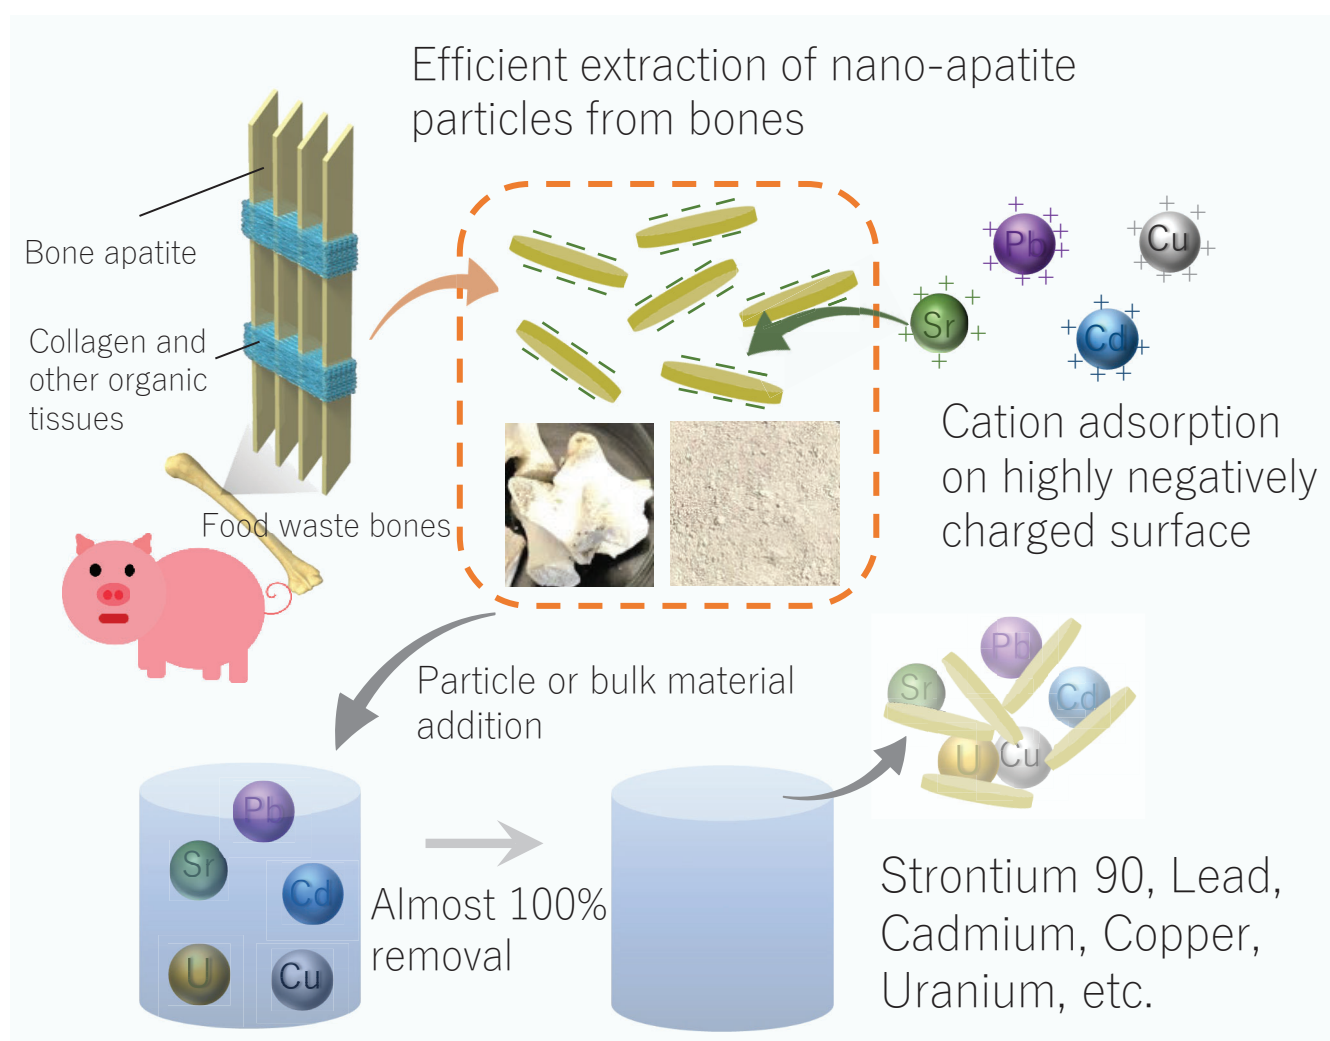 Efficient extraction of nano-apatite
particles from bones
Bone apatite
Collagen and
other organic
tissues
Food waste bones
Pb
Cu
Sr
Cd
Cation adsorption
on highly negatively
charged surface
Particle or bulk material
addition
Pb
Sr
Cd
U
Cu
Almost 100%
removal
Pb
Sr
Cd
U
Cu
Strontium 90, Lead,
Cadmium, Copper,
Uranium, etc.